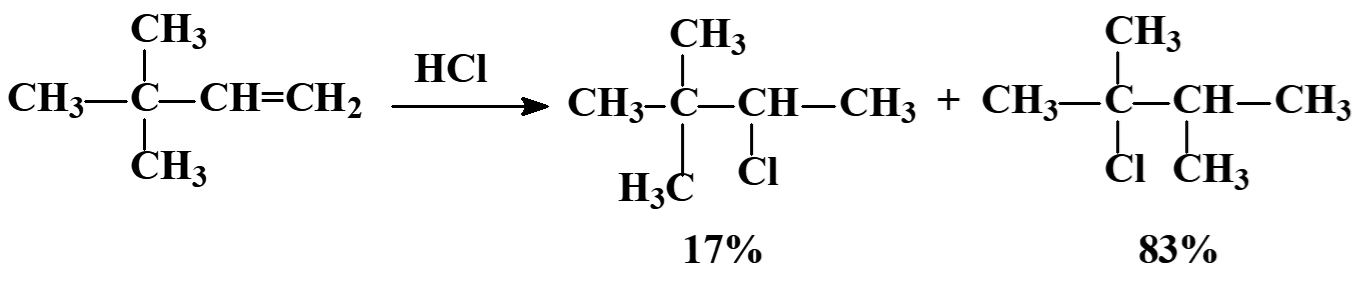 CH3 CH3 CH3
CH3—C—CH=CH2 HCl CH3—C—CH—CH3 + CH3—C—CH—CH3
CH3 H3C Cl Cl CH3
17% 83%